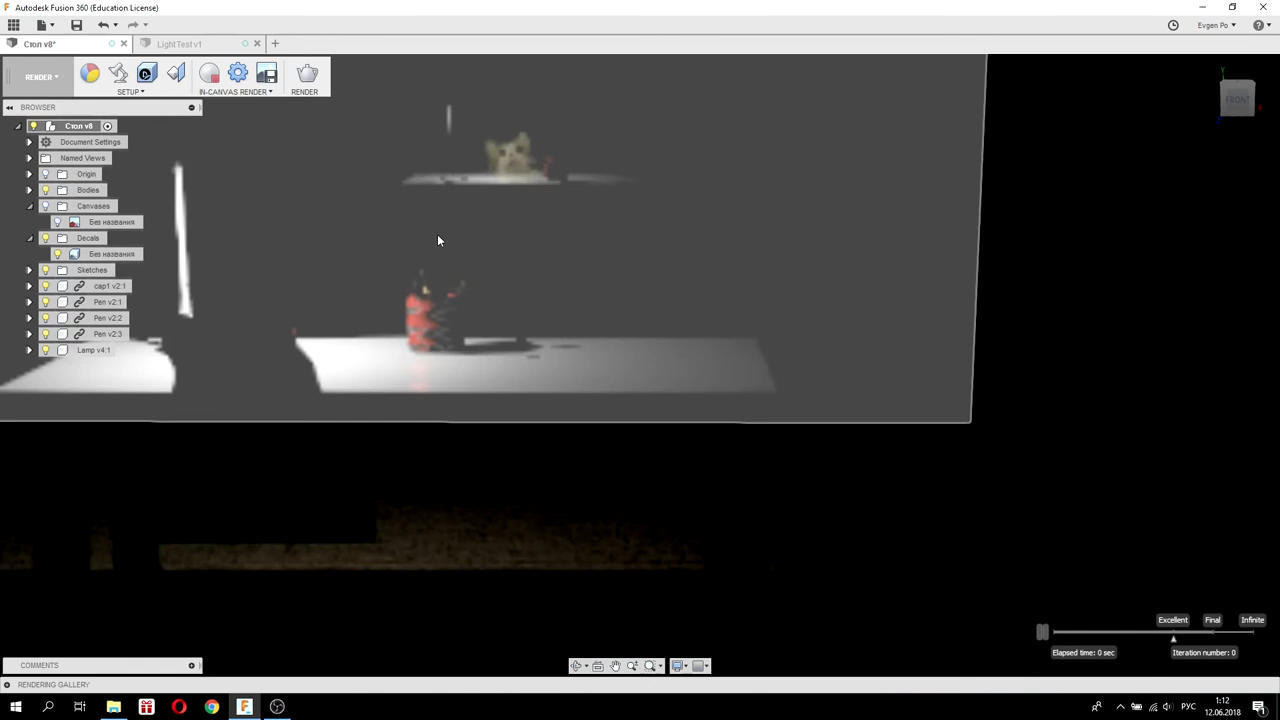 Autodesk Fusion 360 (Education License)
Evgen Po
Стол v8*
LightTest v1
RENDER
SETUP
IN-CANVAS RENDER
RENDER
BROWSER
FRONT
Стол v8
Document Settings
Named Views
Origin
Bodies
Canvases
Без названия
Decals
Без названия
Sketches
cap1 v2:1
Pen v2:1
Pen v2:2
Pen v2:3
Lamp v4:1
Excellent
Final
Infinite
Elapsed time: 0 sec
Iteration number: 0
COMMENTS
RENDERING GALLERY
РУС
1:12
12.06.2018